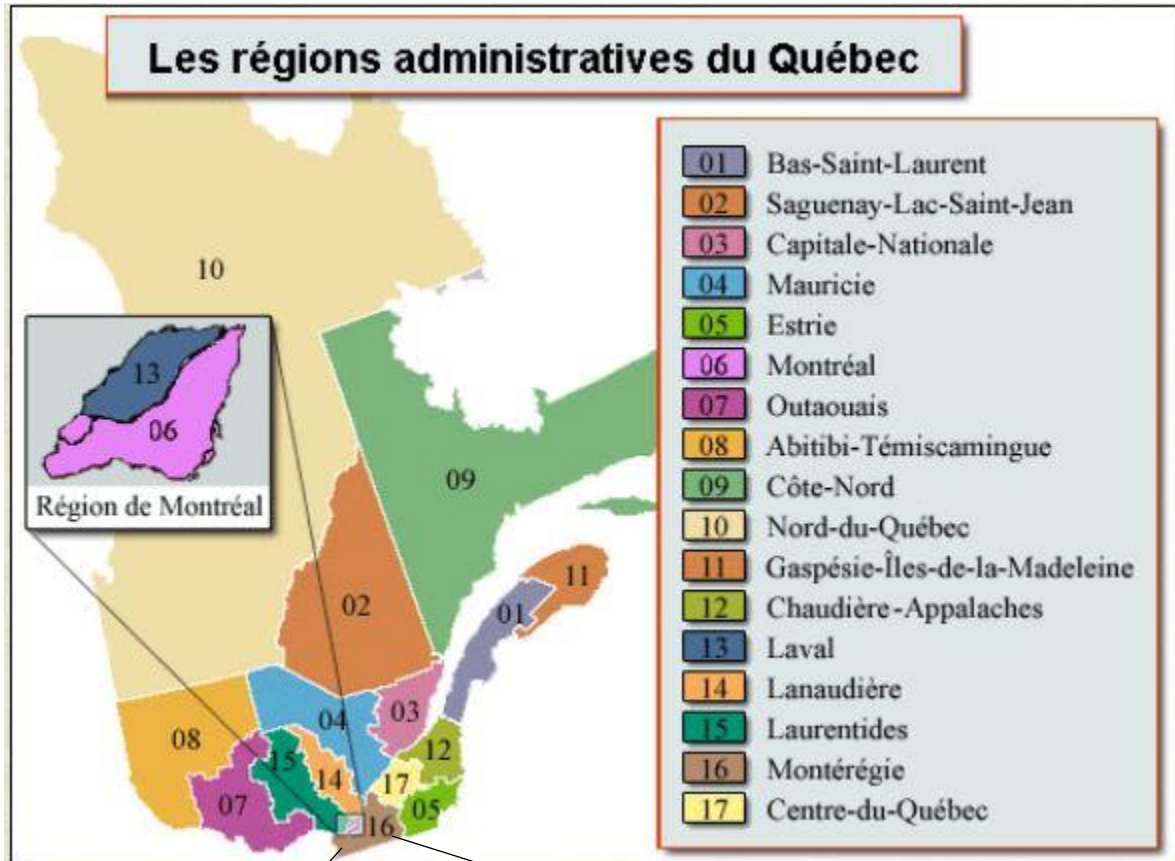 Les régions administratives du Québec
01 Bas-Saint-Laurent
02 Saguenay-Lac-Saint-Jean
03 Capitale-Nationale
04 Mauricie
05 Estrie
06 Montréal
07 Outaouais
08 Abitibi-Témiscamingue
09 Côte-Nord
10 Nord-du-Québec
11 Gaspésie-Îles-de-la-Madeleine
12 Chaudière-Appalaches
13 Laval
14 Lanaudière
15 Laurentides
16 Montérégie
17 Centre-du-Québec
10
13
06
Région de Montréal
09
11
02
01
04
03
08
12
15
14
17
07
05
16